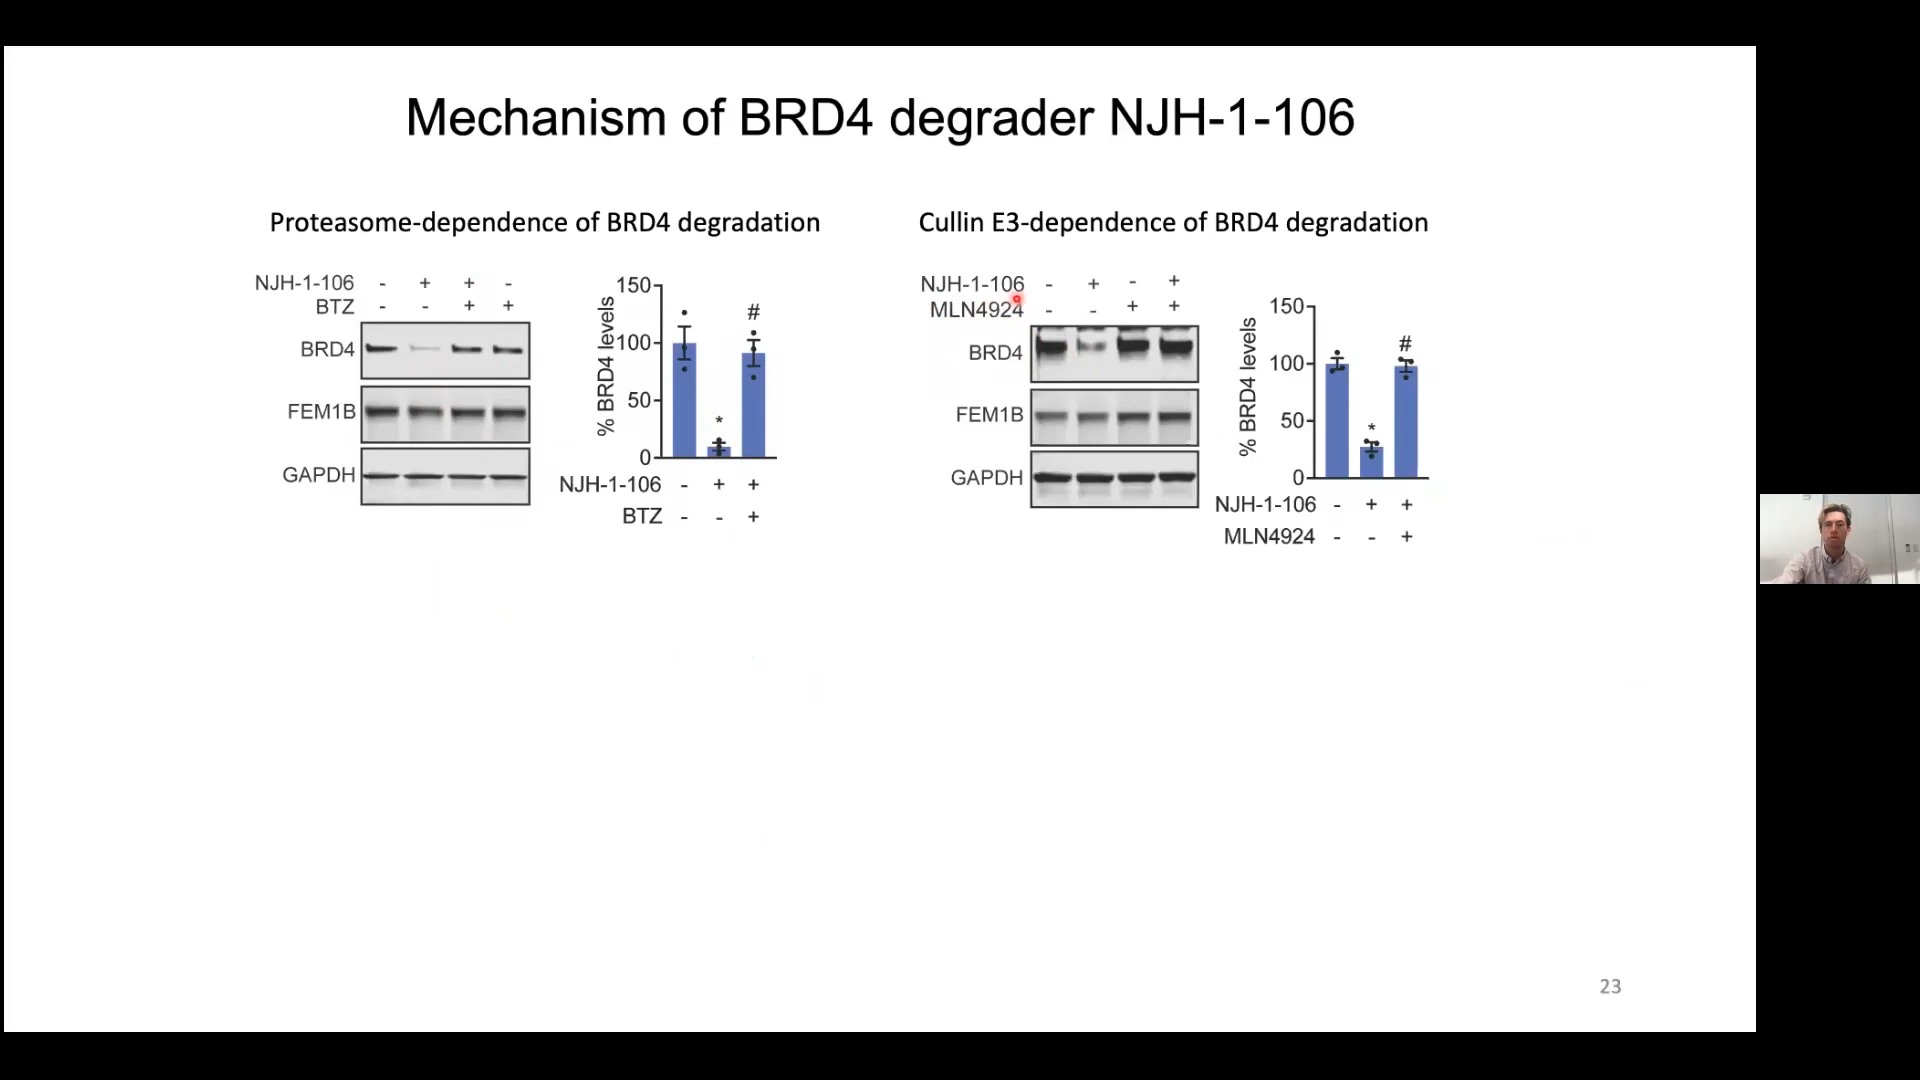 Mechanism of BRD4 degrader NJH-1-106
Proteasome-dependence of BRD4 degradation
NJH-1-106 - + + -
BTZ - - + +
BRD4
FEM1B
GAPDH
% BRD4 levels
150
100
50
0
* #
NJH-1-106 - + +
BTZ - - +
Cullin E3-dependence of BRD4 degradation
NJH-1-106 - + - +
MLN4924 - - + +
BRD4
FEM1B
GAPDH
% BRD4 levels
150
100
50
0
* #
NJH-1-106 - + +
MLN4924 - - +
23